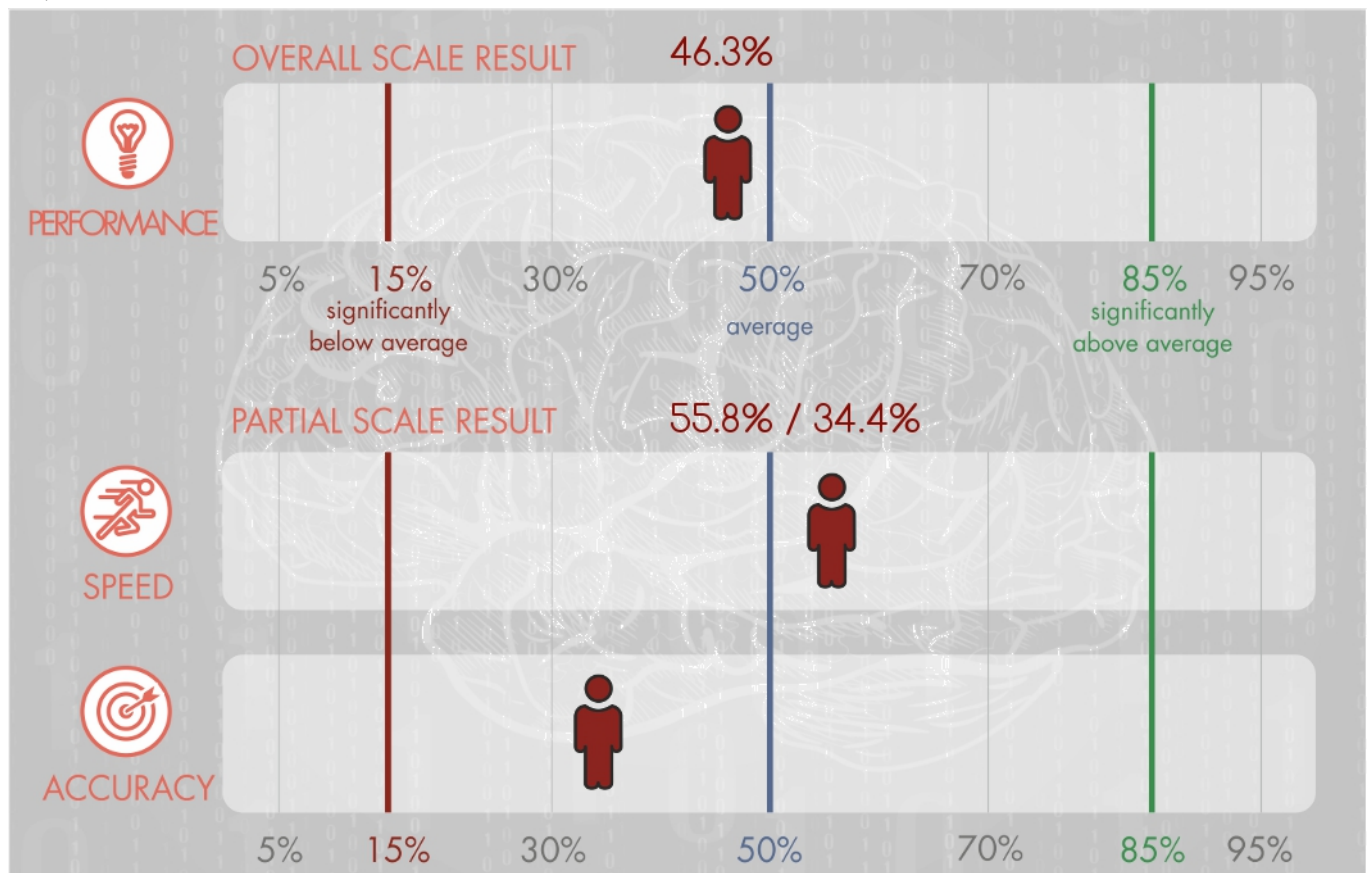 OVERALL SCALE RESULT 46.3%
PERFORMANCE
5% 15% 30% 50% 70% 85% 95%
significantly below average
average
significantly above average
PARTIAL SCALE RESULT 55.8% / 34.4%
SPEED
ACCURACY
5% 15% 30% 50% 70% 85% 95%